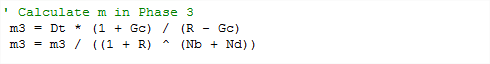 ' Calculate m in Phase 3
m3 = Dt * (1 + Gc) / (R - Gc)
m3 = m3 / ((1 + R) ^ (Nb + Nd))